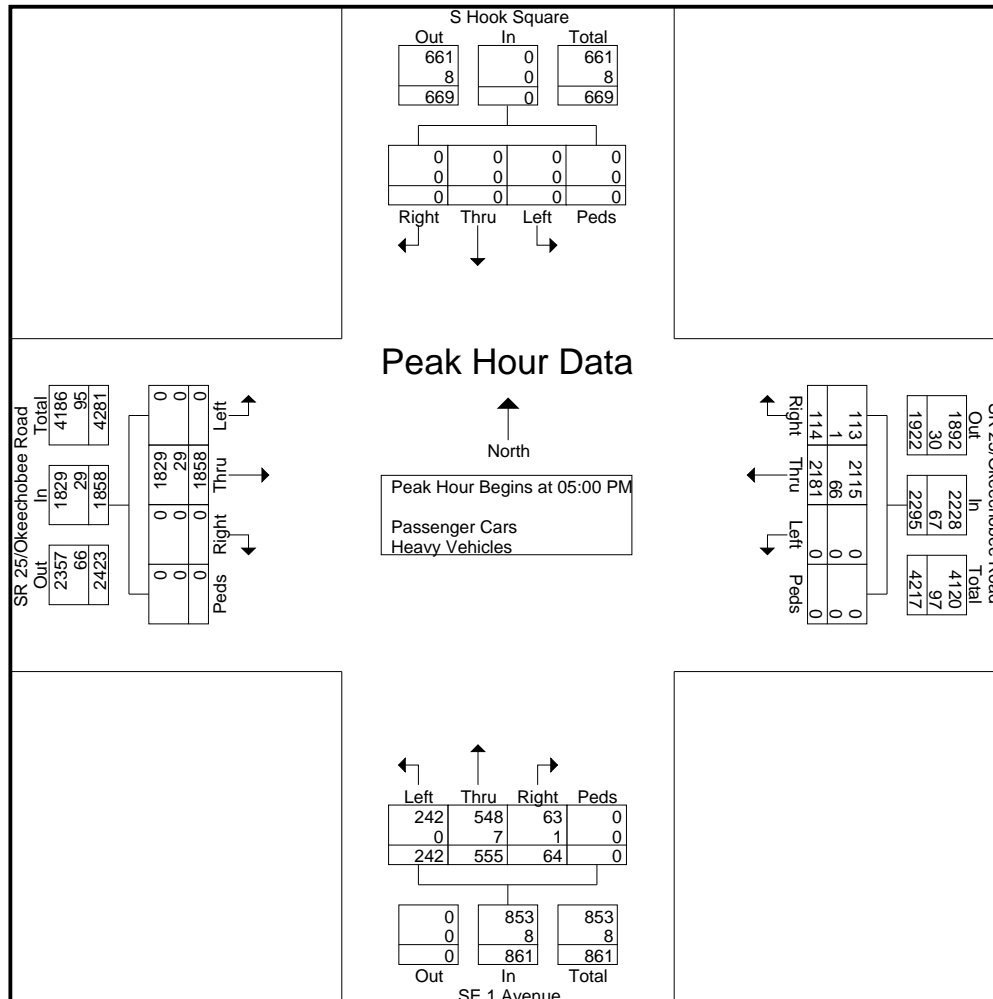 S Hook Square
Out In Total
661 0 661
8 0 8
669 0 669
0 0 0 0
0 0 0 0
0 0 0 0
Right Thru Left Peds
Peak Hour Data
North
Peak Hour Begins at 05:00 PM
Passenger Cars
Heavy Vehicles
SR 25/Okeechobee Road
Out In Total
2357 1829 4186
66 29 95
2423 1858 4281
0 1829 0 0
0 29 0 0
0 1858 0 0
Left Thru Right Peds
SR 25/Okeechobee Road
Out In Total
1892 2228 4120
30 67 97
1922 2295 4217
113 2115 0 0
1 66 0 0
114 2181 0 0
Right Thru Left Peds
Left Thru Right Peds
242 548 63 0
0 7 1 0
242 555 64 0
0 853 853
0 8 8
0 861 861
Out In Total
SE 1 Avenue